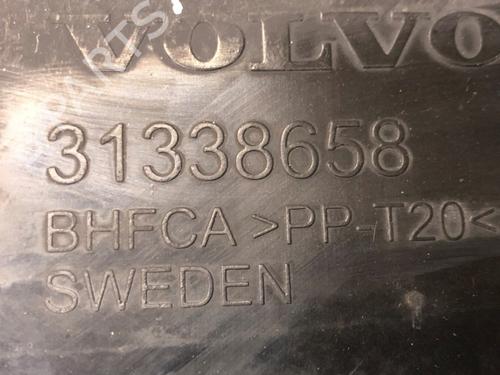 VOLVO
31338658
BHFCA >PP-T20<
SWEDEN